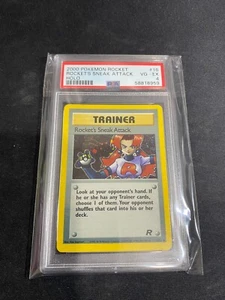 2000 POKEMON ROCKET #16
ROCKET'S SNEAK ATTACK VG-EX
HOLO 4
PSA 58814955
TRAINER
Rocket's Sneak Attack
Look at your opponent's hand. If he
or she has any Trainer cards,
choose 1 of them. Your opponent
shuffles that card into his or her
deck.